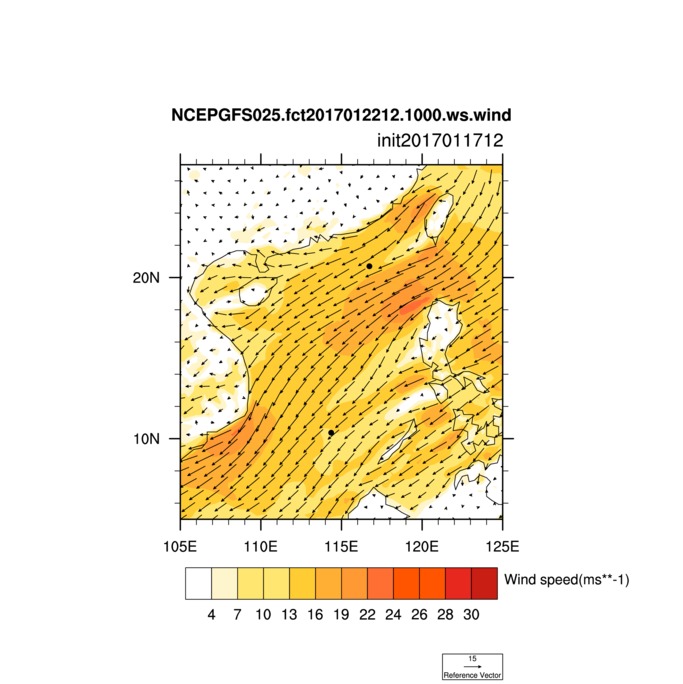 NCEPGFS025.fct2017012212.1000.ws.wind
init2017011712
20N
10N
105E 110E 115E 120E 125E
Wind speed(ms**-1)
4 7 10 13 16 19 22 24 26 28 30
15
Reference Vector